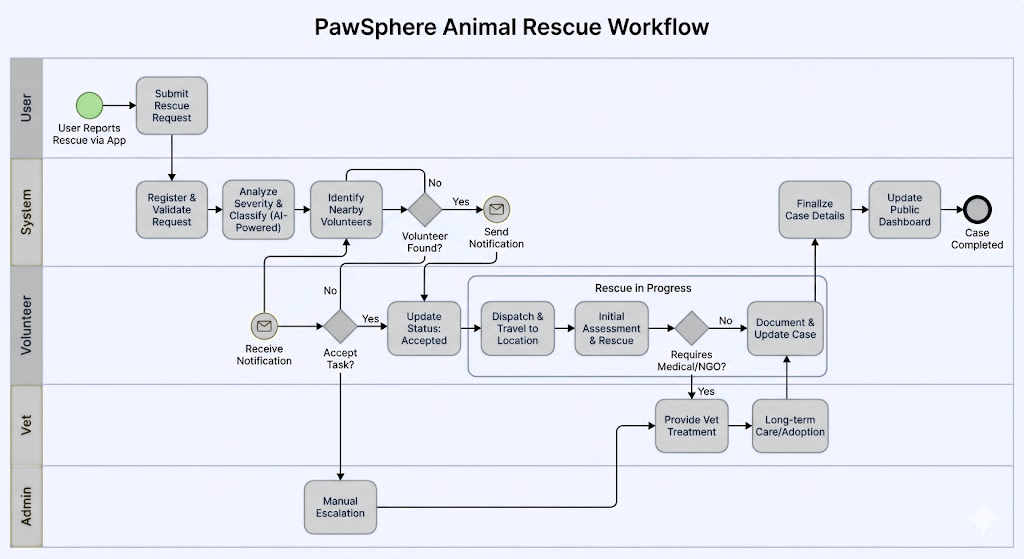 PawSphere Animal Rescue Workflow
User
User Reports
Rescue via App
Submit
Rescue
Request
System
Register &
Validate
Request
Analyze
Severity &
Classify (AI-
Powered)
Identify
Nearby
Volunteers
No
Volunteer
Found?
Yes
Send
Notification
Finalize
Case Details
Update
Public
Dashboard
Case
Completed
Volunteer
Receive
Notification
No
Accept
Task?
Yes
Update
Status:
Accepted
Rescue in Progress
Dispatch &
Travel to
Location
Initial
Assessment
& Rescue
Requires
Medical/NGO?
No
Document &
Update Case
Yes
Vet
Provide Vet
Treatment
Long-term
Care/Adoption
Admin
Manual
Escalation